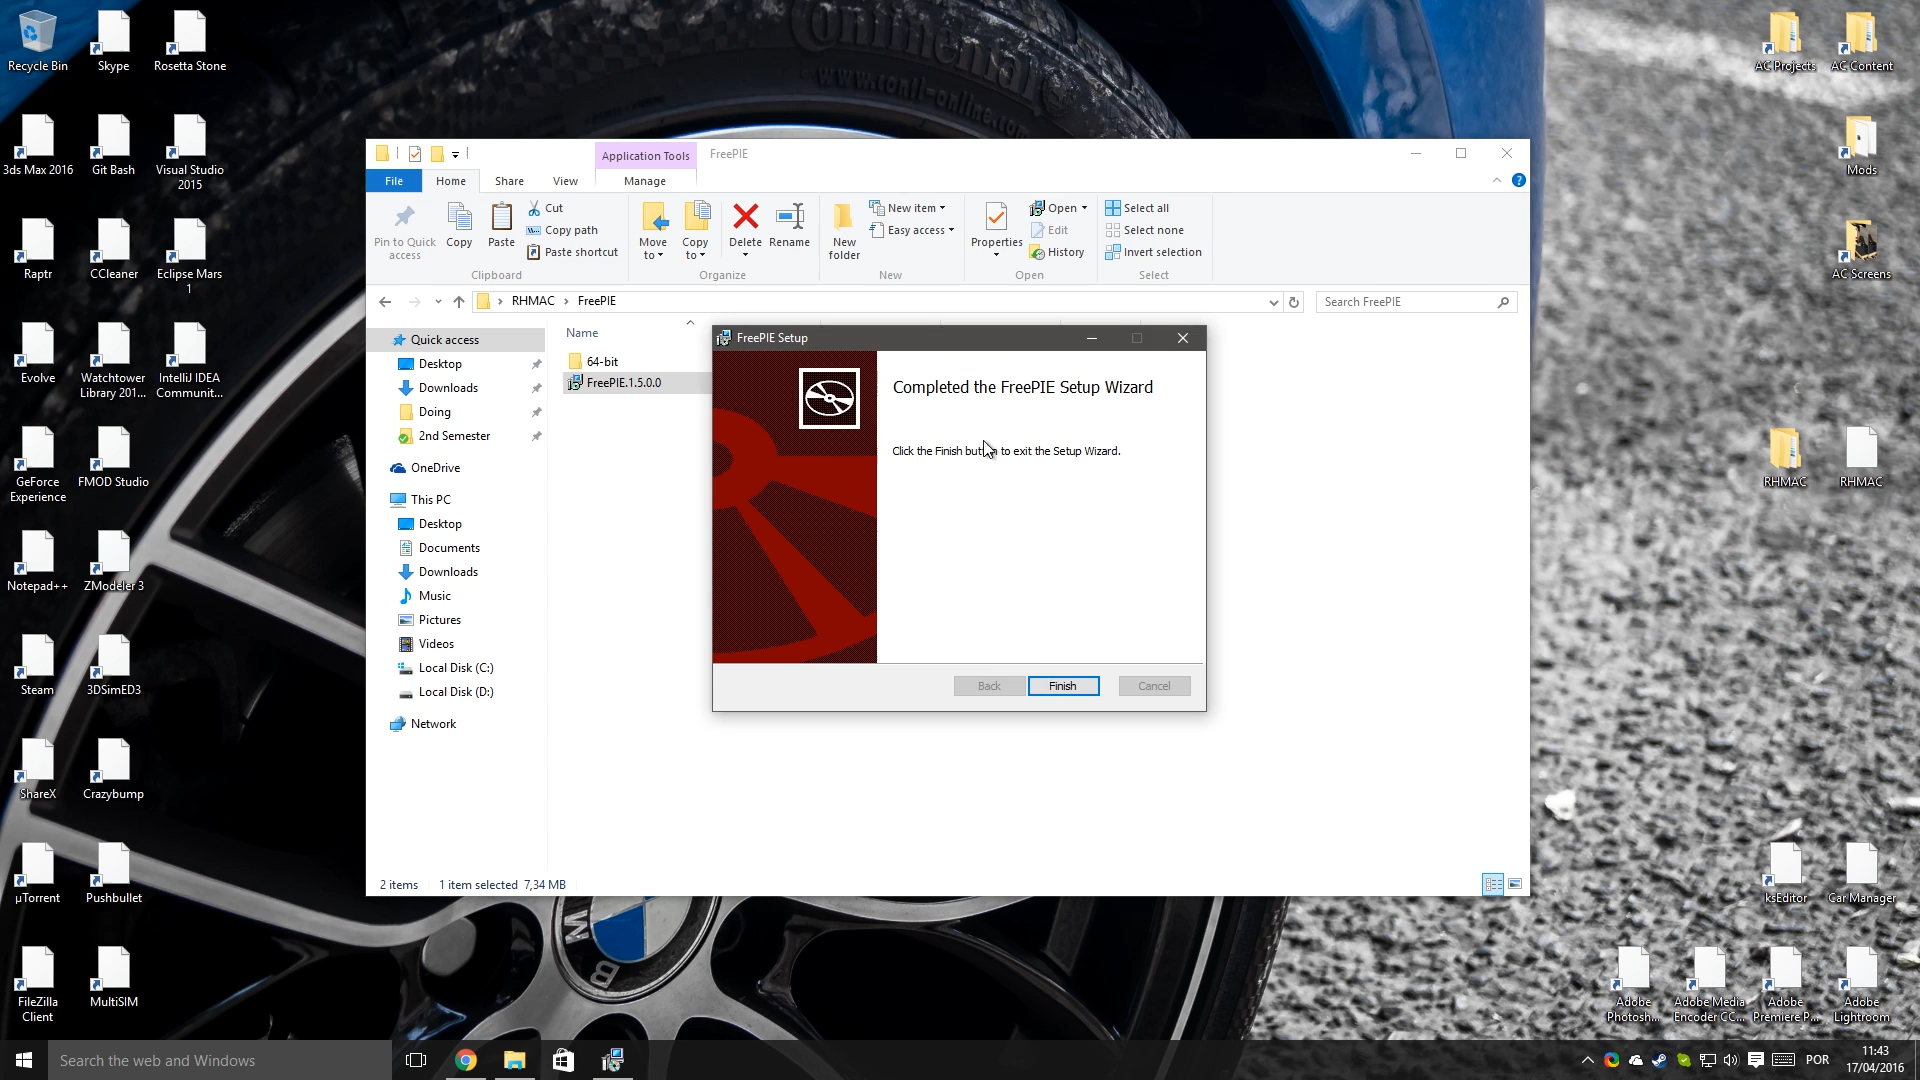 Continental
www.conti-online.com
Recycle Bin
Skype
Rosetta Stone
3ds Max 2016
Git Bash
Visual Studio
2015
Raptr
CCleaner
Eclipse Mars
1
Evolve
Watchtower
Library 201...
IntelliJ IDEA
Communit...
GeForce
Experience
FMOD Studio
Notepad++
ZModeler 3
Steam
3DSimED3
ShareX
Crazybump
µTorrent
Pushbullet
FileZilla
Client
MultiSIM
Application Tools
FreePIE
File
Home
Share
View
Manage
Pin to Quick
access
Copy
Paste
Cut
Copy path
Paste shortcut
Clipboard
Move
to
Copy
to
Delete
Rename
Organize
New
folder
New item
Easy access
New
Properties
Open
Edit
History
Open
Select all
Select none
Invert selection
Select
RHMAC
FreePIE
Search FreePIE
Quick access
Desktop
Downloads
Doing
2nd Semester
OneDrive
This PC
Desktop
Documents
Downloads
Music
Pictures
Videos
Local Disk (C:)
Local Disk (D:)
Network
Name
64-bit
FreePIE.1.5.0.0
FreePIE Setup
Completed the FreePIE Setup Wizard
Click the Finish button to exit the Setup Wizard.
Back
Finish
Cancel
2 items
1 item selected 7,34 MB
AC Projects
AC Content
Mods
AC Screens
RHMAC
RHMAC
ksEditor
Car Manager
Adobe
Photosh...
Adobe Media
Encoder CC...
Adobe
Premiere P...
Adobe
Lightroom
B
W
Search the web and Windows
POR
11:43
17/04/2016